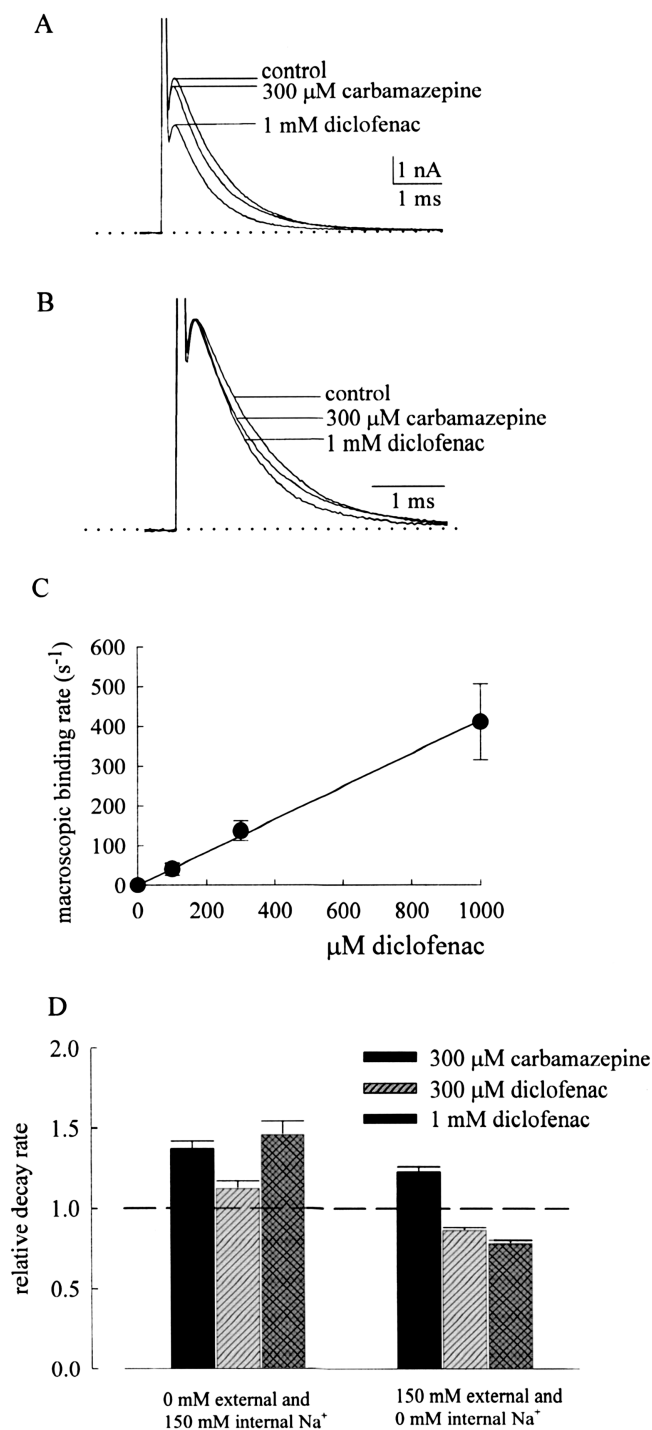 A
control
300 μM carbamazepine
1 mM diclofenac
1 nA
1 ms
B
control
300 μM carbamazepine
1 mM diclofenac
1 ms
C
macroscopic binding rate (s⁻¹)
600
500
400
300
200
100
0
0 200 400 600 800 1000
μM diclofenac
D
relative decay rate
2.0
1.5
1.0
0.5
0.0
300 μM carbamazepine
300 μM diclofenac
1 mM diclofenac
0 mM external and
150 mM internal Na⁺
150 mM external and
0 mM internal Na⁺